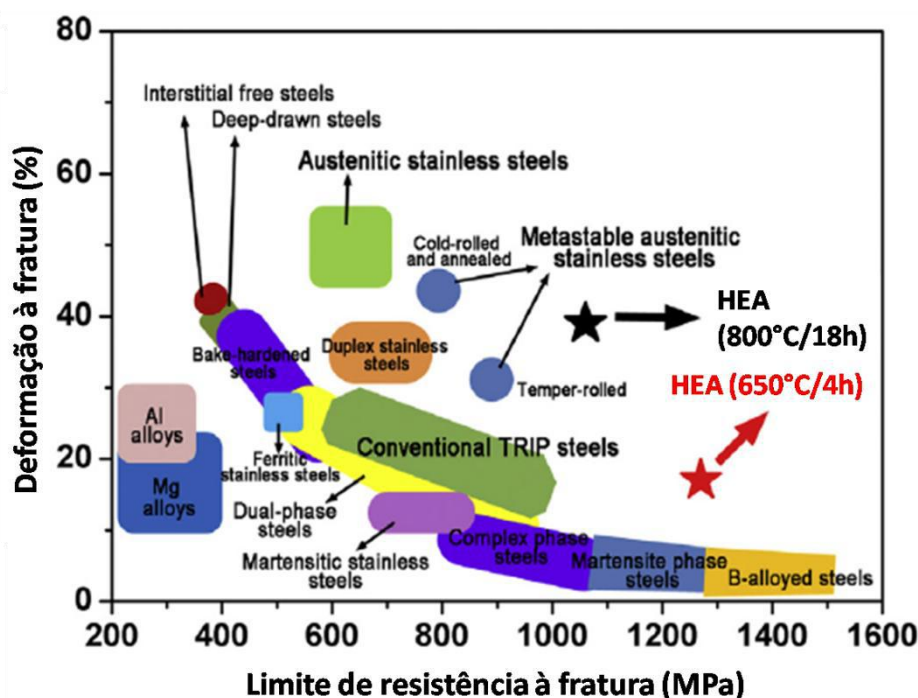 Deformação à fratura (%)
80
60
40
20
0
Interstitial free steels
Deep-drawn steels
Austenitic stainless steels
Cold-rolled
and annealed
Metastable austenitic
stainless steels
HEA
(800°C/18h)
HEA (650°C/4h)
Bake-hardened
steels
Duplex stainless
steels
Temper-rolled
Al
alloys
Mg
alloys
Ferritic
stainless steels
Conventional TRIP steels
Dual-phase
steels
Martensitic stainless
steels
Complex phase
steels
Martensite phase
steels
B-alloyed steels
200 400 600 800 1000 1200 1400 1600
Limite de resistência à fratura (MPa)